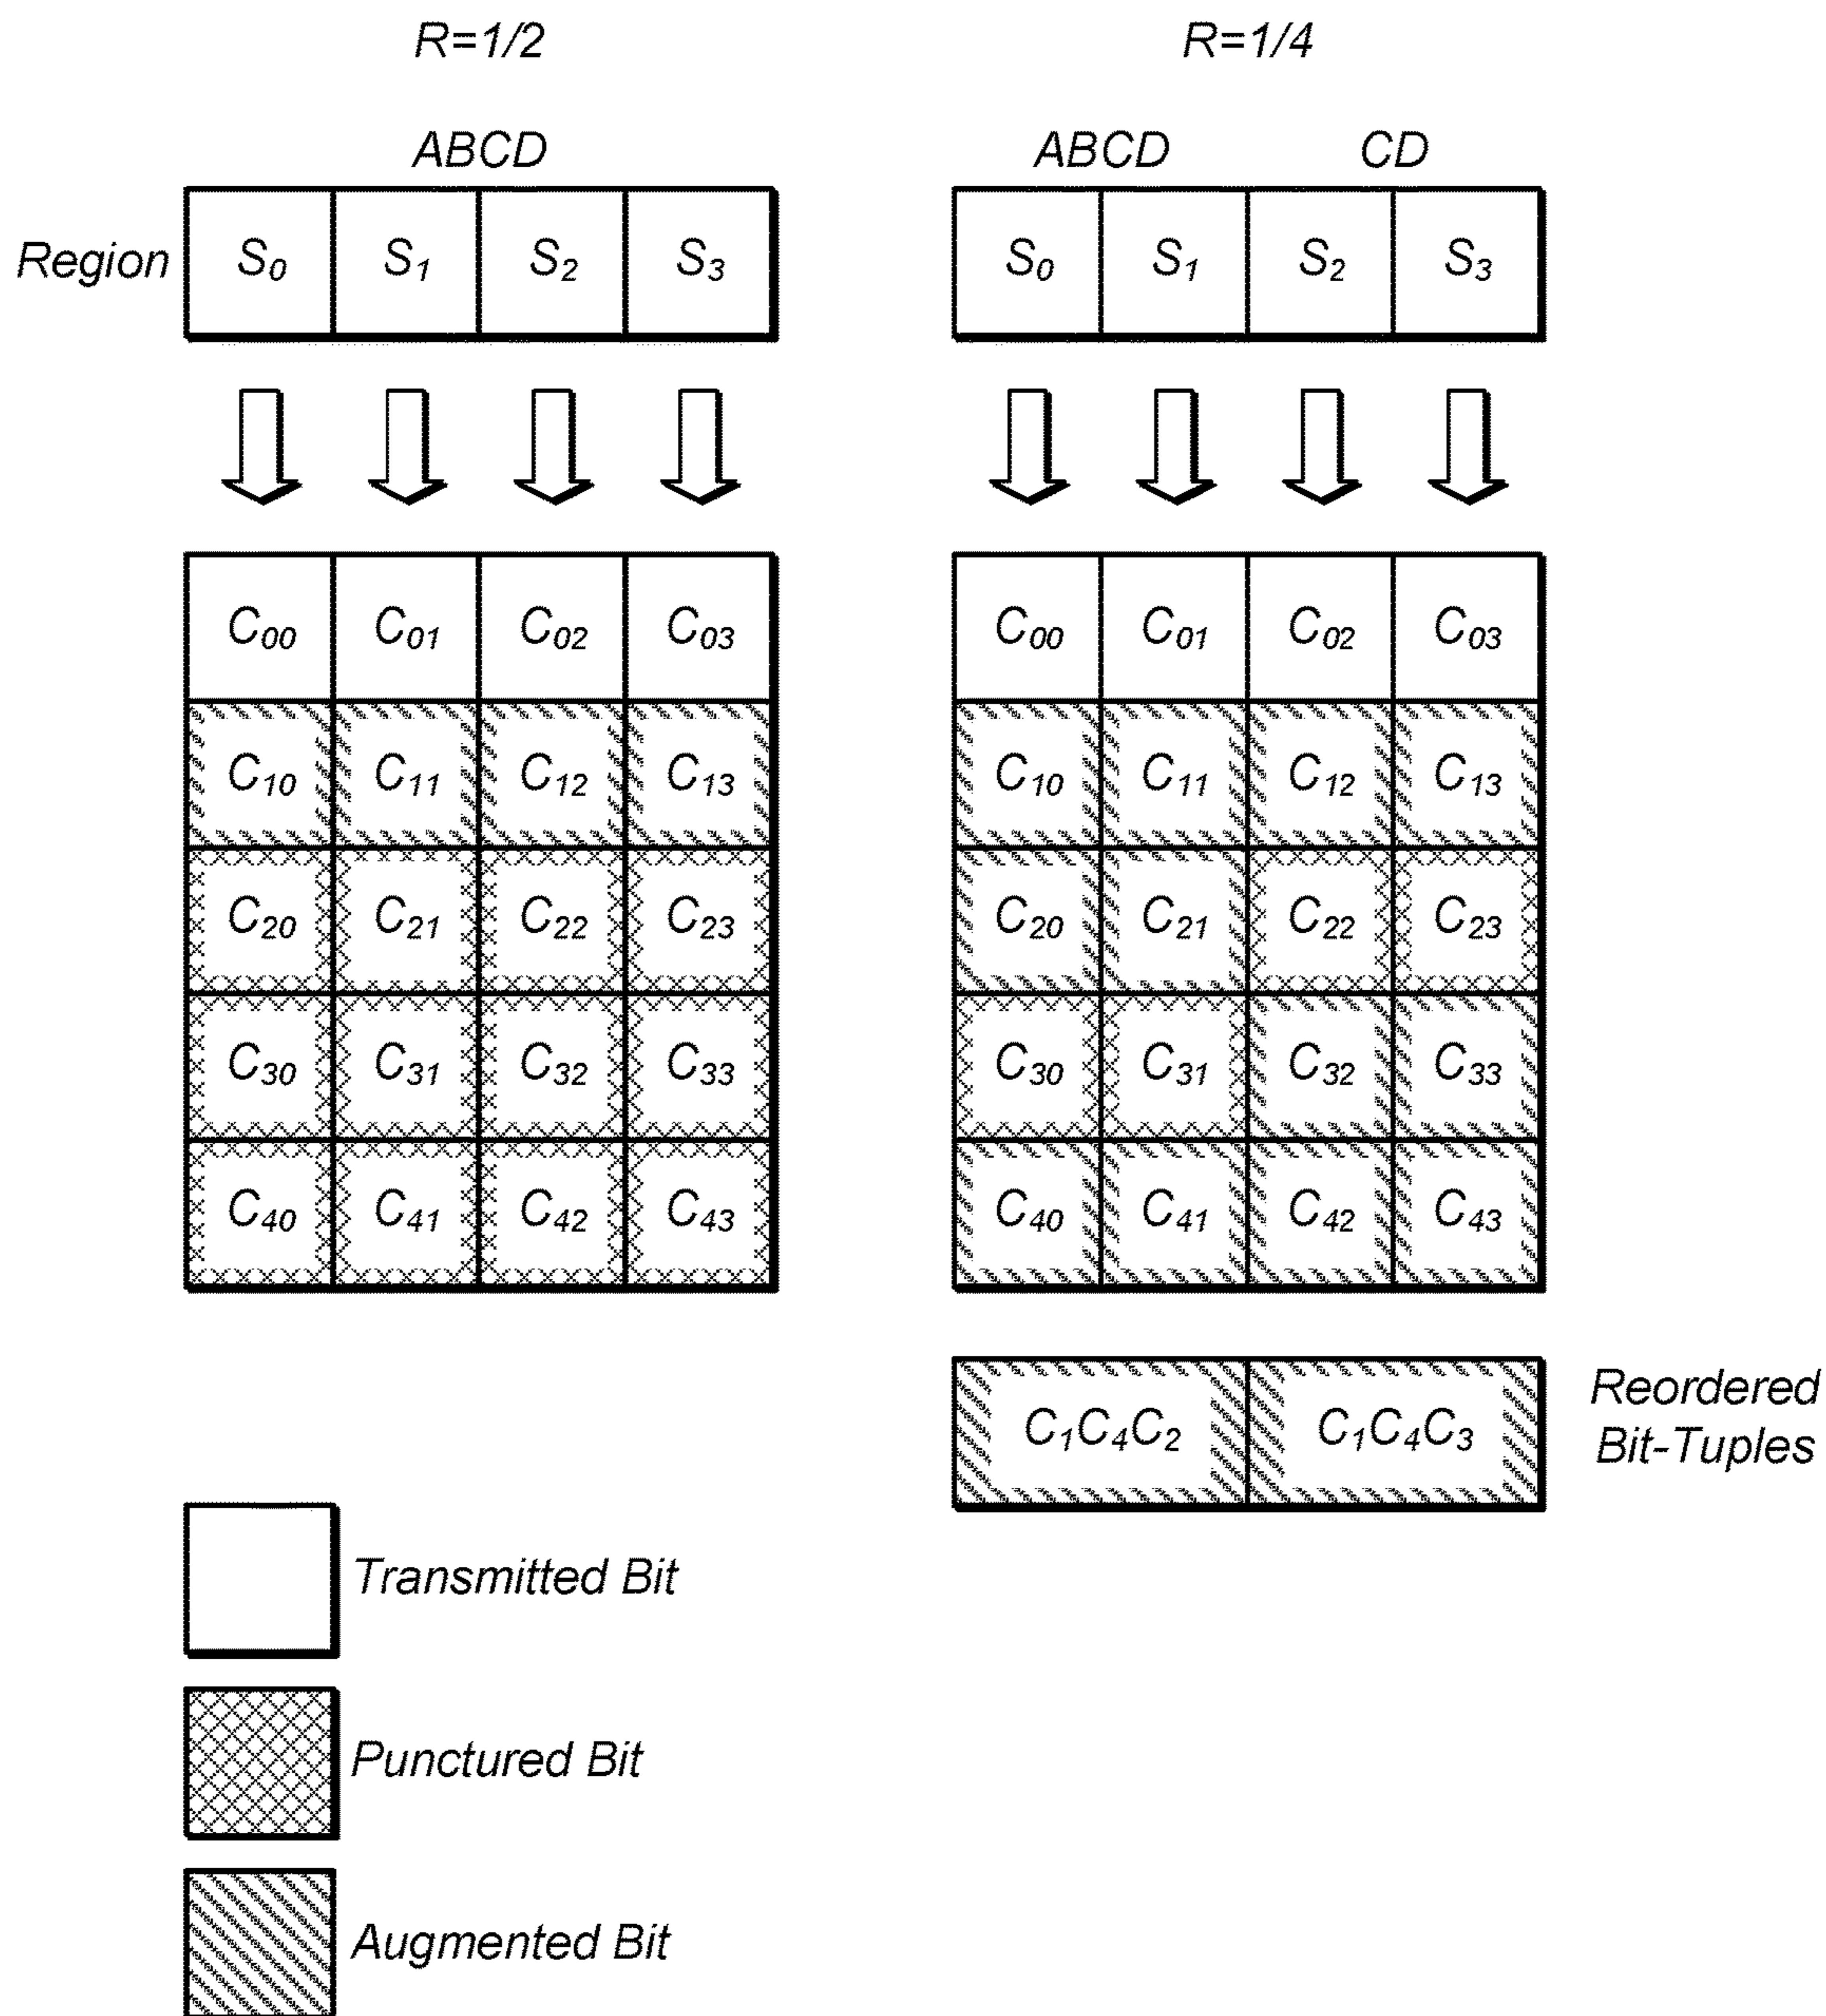 R=1/2 R=1/4
ABCD ABCD CD
Region S0 S1 S2 S3 S0 S1 S2 S3
C00 C01 C02 C03 C00 C01 C02 C03
C10 C11 C12 C13 C10 C11 C12 C13
C20 C21 C22 C23 C20 C21 C22 C23
C30 C31 C32 C33 C30 C31 C32 C33
C40 C41 C42 C43 C40 C41 C42 C43
C1C4C2 C1C4C3 Reordered
Bit-Tuples
Transmitted Bit
Punctured Bit
Augmented Bit